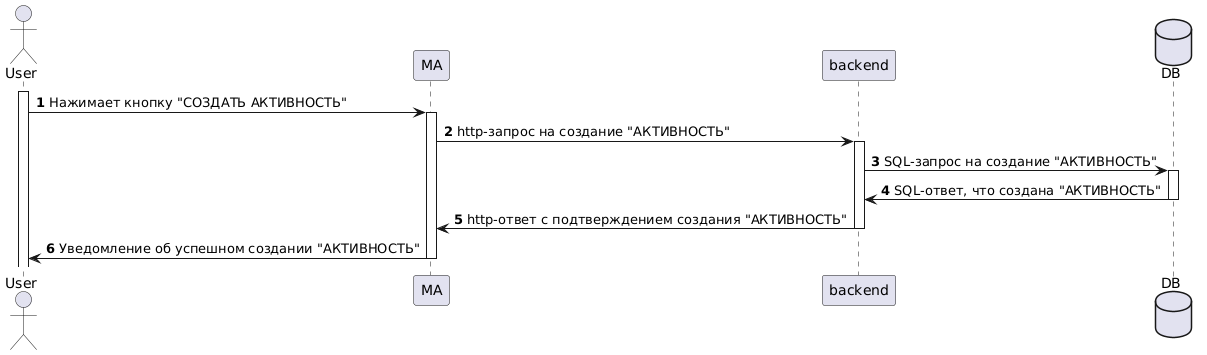 User
MA
backend
DB
1 Нажимает кнопку "СОЗДАТЬ АКТИВНОСТЬ"
2 http-запрос на создание "АКТИВНОСТЬ"
3 SQL-запрос на создание "АКТИВНОСТЬ"
4 SQL-ответ, что создана "АКТИВНОСТЬ"
5 http-ответ с подтверждением создания "АКТИВНОСТЬ"
6 Уведомление об успешном создании "АКТИВНОСТЬ"
User
MA
backend
DB